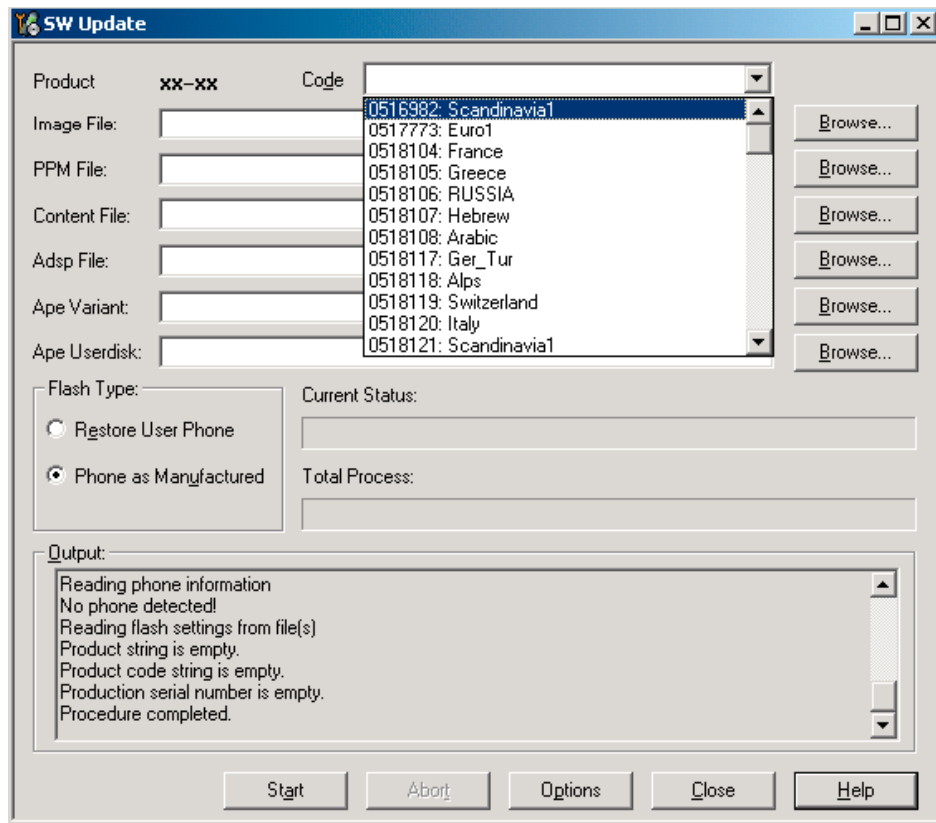 SW Update
Product xx-xx Code
0516982: Scandinavia1
0517773: Euro1
0518104: France
0518105: Greece
0518106: RUSSIA
0518107: Hebrew
0518108: Arabic
0518117: Ger_Tur
0518118: Alps
0518119: Switzerland
0518120: Italy
0518121: Scandinavia1
Image File: Browse...
PPM File: Browse...
Content File: Browse...
Adsp File: Browse...
Ape Variant: Browse...
Ape Userdisk: Browse...
Flash Type:
Restore User Phone
Phone as Manufactured
Current Status:
Total Process:
Output:
Reading phone information
No phone detected!
Reading flash settings from file(s)
Product string is empty.
Product code string is empty.
Production serial number is empty.
Procedure completed.
Start Abort Options Close Help